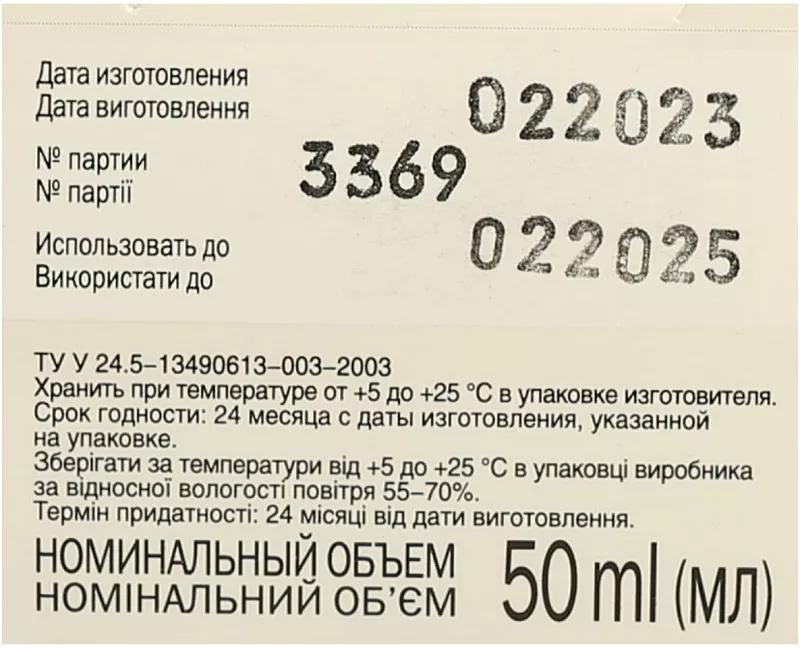 Дата изготовления
Дата виготовлення
022023
№ партии
№ партії
3369
Использовать до
Використати до
022025
ТУ У 24.5–13490613–003–2003
Хранить при температуре от +5 до +25 °С в упаковке изготовителя.
Срок годности: 24 месяца с даты изготовления, указанной
на упаковке.
Зберігати за температури від +5 до +25 °С в упаковці виробника
за відносної вологості повітря 55–70%.
Термін придатності: 24 місяці від дати виготовлення.
НОМИНАЛЬНЫЙ ОБЪЕМ
НОМІНАЛЬНИЙ ОБ’ЄМ
50 ml (мл)